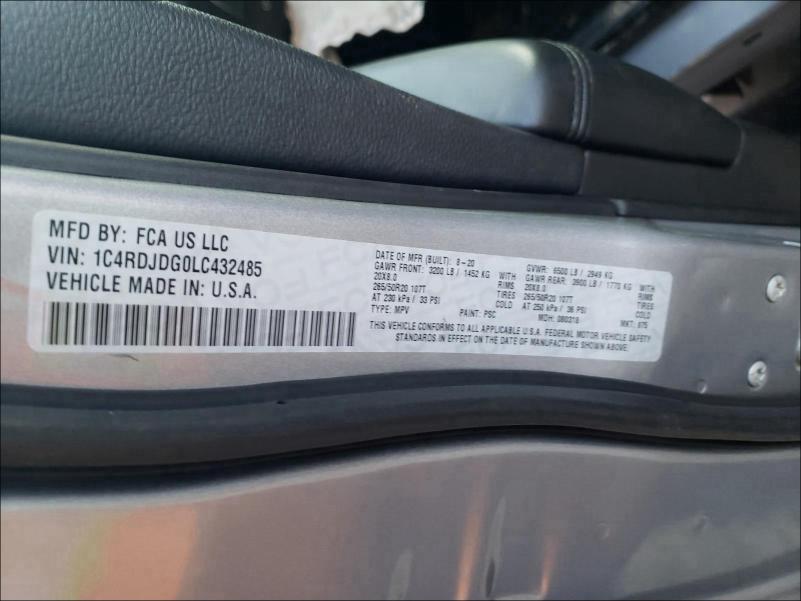 MFD BY: FCA US LLC
VIN: 1C4RDJDG0LC432485
VEHICLE MADE IN: U.S.A.
DATE OF MFR (BUILT): 8-20 GVWR: 6500 LB / 2949 KG
GAWR FRONT: 3200 LB / 1452 KG WITH GAWR REAR: 3900 LB / 1770 KG WITH
20X8.0 RIMS 20X8.0 RIMS
265/50R20 107T TIRES 265/50R20 107T TIRES
AT 230 kPa / 33 PSI COLD AT 250 kPa / 36 PSI COLD
TYPE: MPV PAINT: PSC MDH: 080318 MKT: 875
THIS VEHICLE CONFORMS TO ALL APPLICABLE U.S.A. FEDERAL MOTOR VEHICLE SAFETY
STANDARDS IN EFFECT ON THE DATE OF MANUFACTURE SHOWN ABOVE.